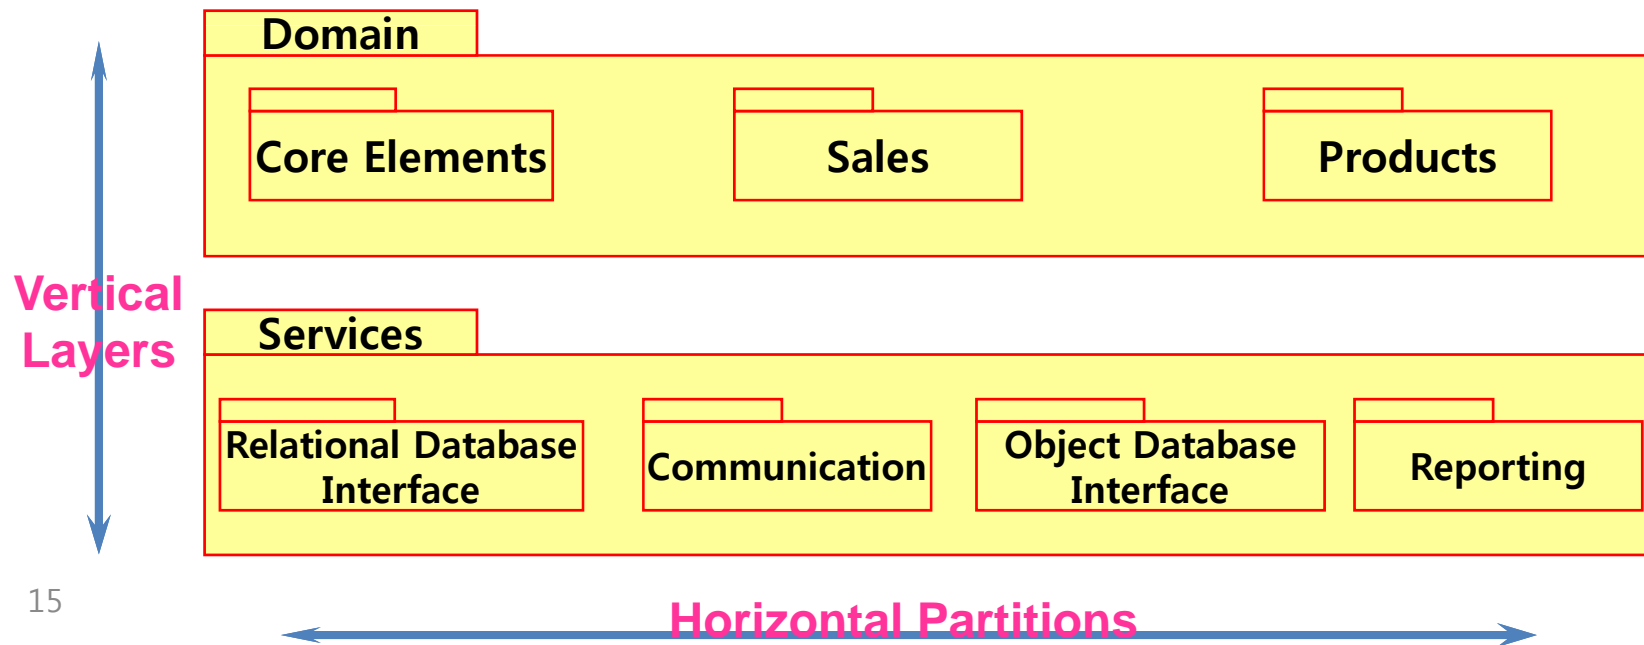 Domain
Core Elements
Sales
Products
Vertical
Layers
Services
Relational Database
Interface
Communication
Object Database
Interface
Reporting
15
Horizontal Partitions